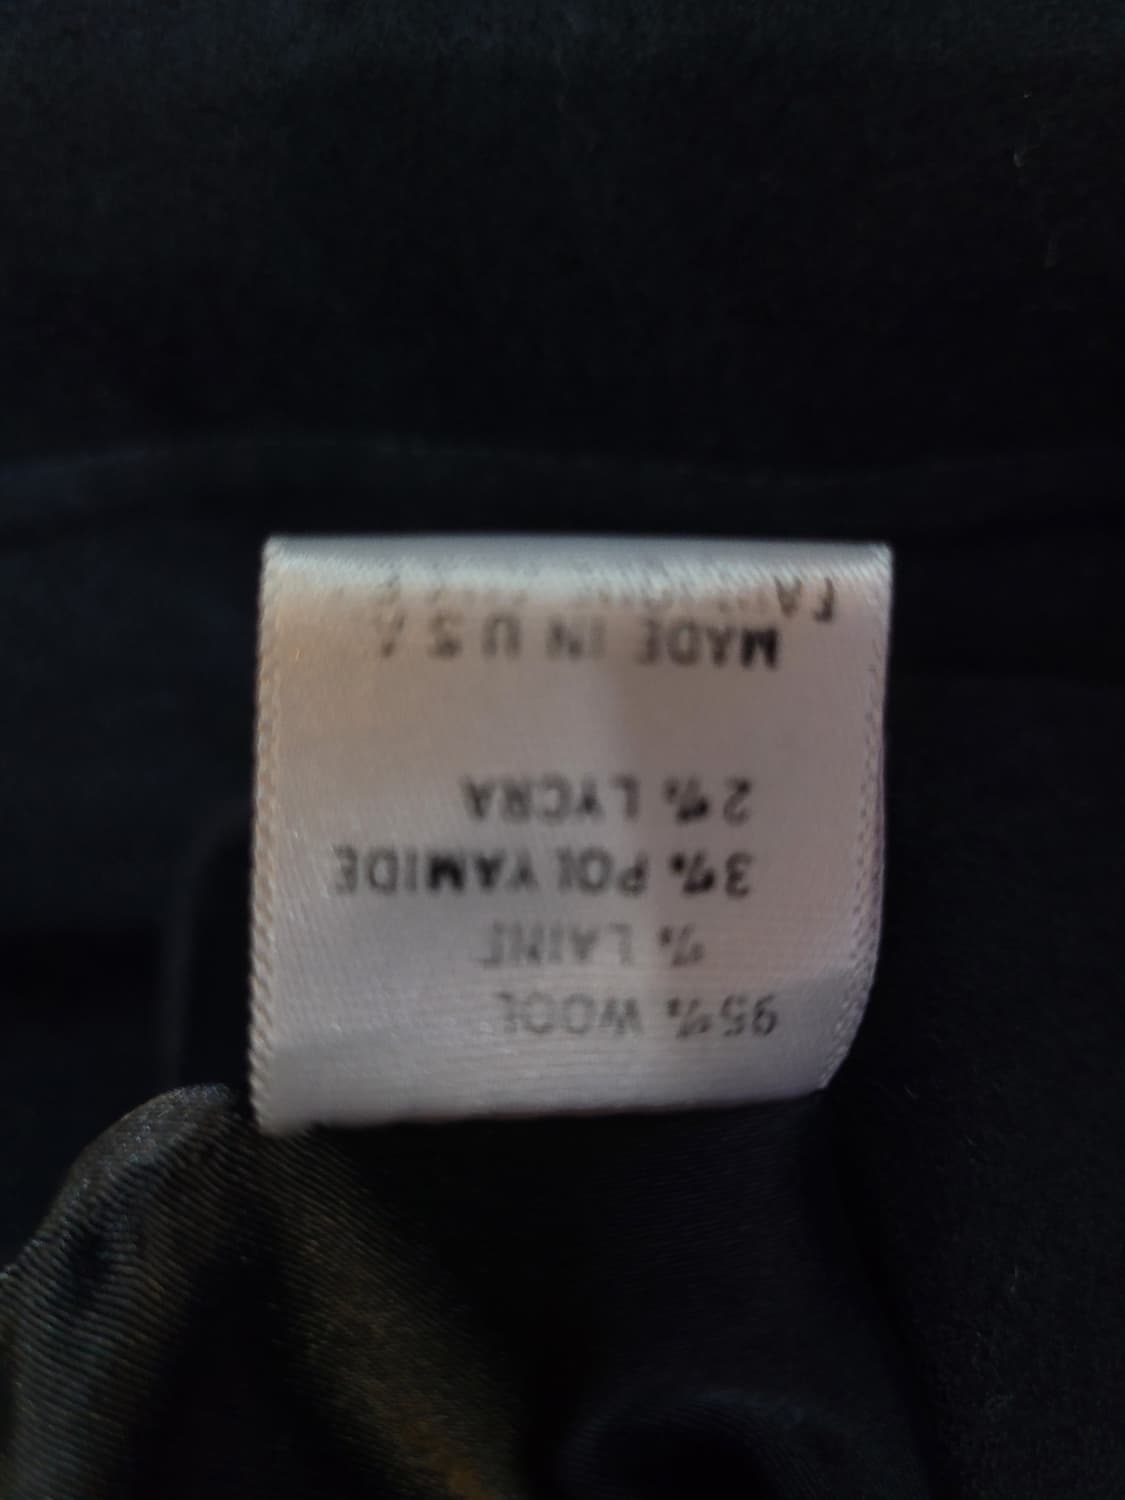 95% WOOL
% LAINE
3% POLYAMIDE
2% LYCRA
MADE IN U S A